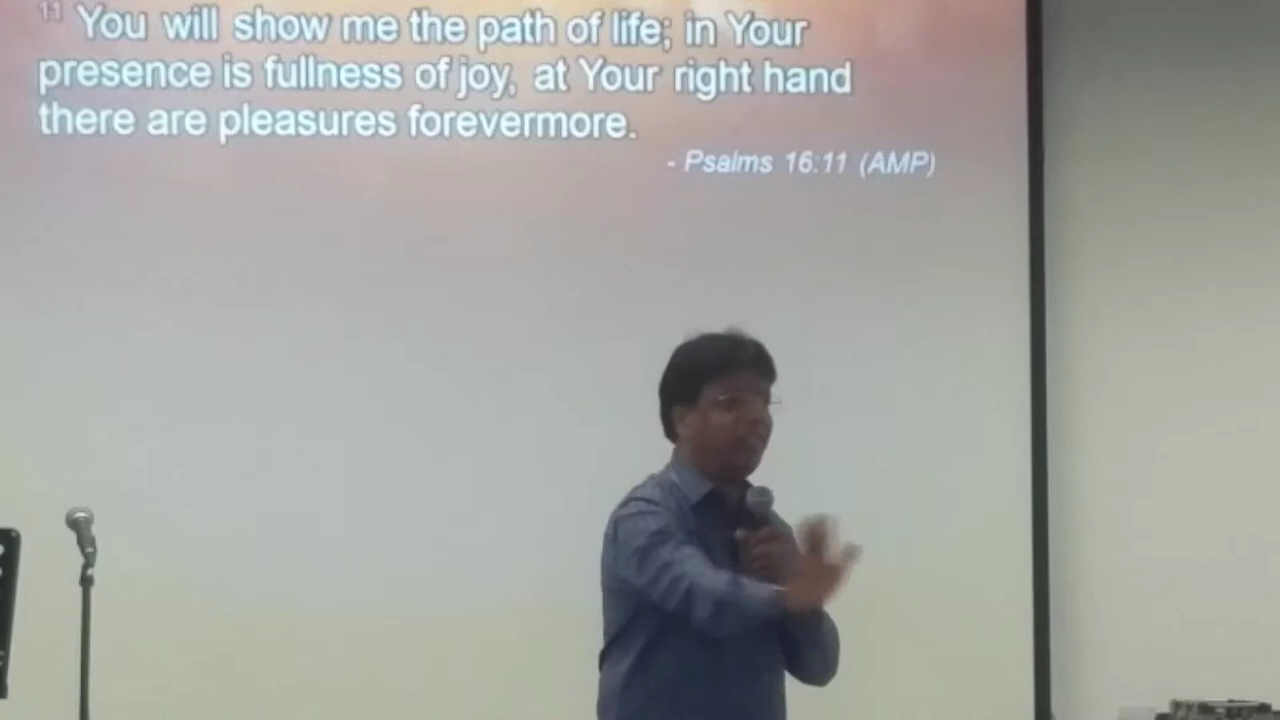 11 You will show me the path of life; in Your
presence is fullness of joy, at Your right hand
there are pleasures forevermore.
- Psalms 16:11 (AMP)